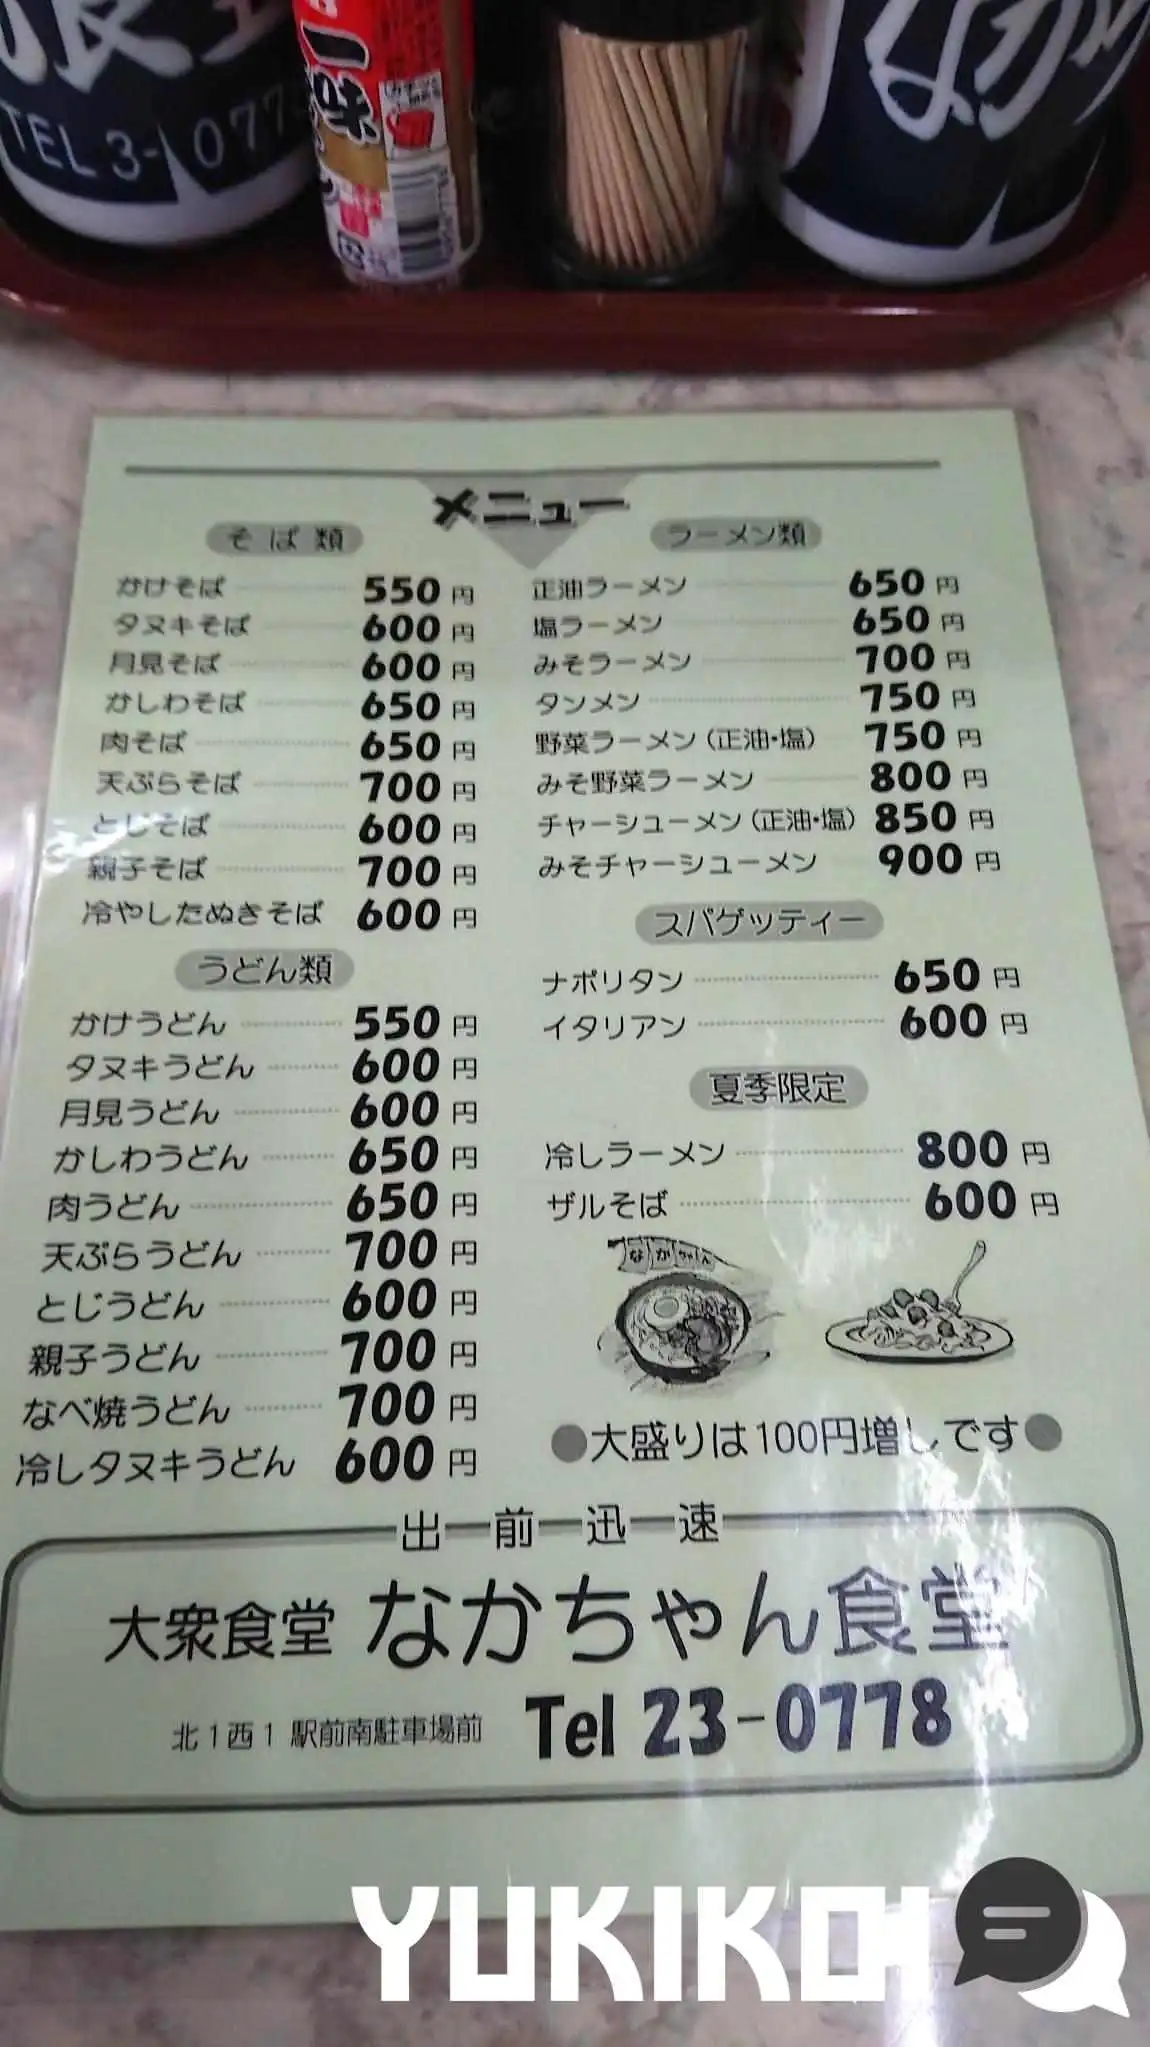 TEL 3-
077
一味
なか
メニュー
そば類
かけそば 550円
タヌキそば 600円
月見そば 600円
かしわそば 650円
肉そば 650円
天ぷらそば 700円
とじそば 600円
親子そば 700円
冷やしたぬきそば 600円
うどん類
かけうどん 550円
タヌキうどん 600円
月見うどん 600円
かしわうどん 650円
肉うどん 650円
天ぷらうどん 700円
とじうどん 600円
親子うどん 700円
なべ焼うどん 700円
冷しタヌキうどん 600円
ラーメン類
正油ラーメン 650円
塩ラーメン 650円
みそラーメン 700円
タンメン 750円
野菜ラーメン(正油・塩) 750円
みそ野菜ラーメン 800円
チャーシューメン(正油・塩) 850円
みそチャーシューメン 900円
スパゲッティー
ナポリタン 650円
イタリアン 600円
夏季限定
冷しラーメン 800円
ザルそば 600円
なかちゃん
●大盛りは100円増しです●
出前迅速
大衆食堂 なかちゃん食堂
北1西1 駅前南駐車場前 Tel 23-0778
YUKIKOI